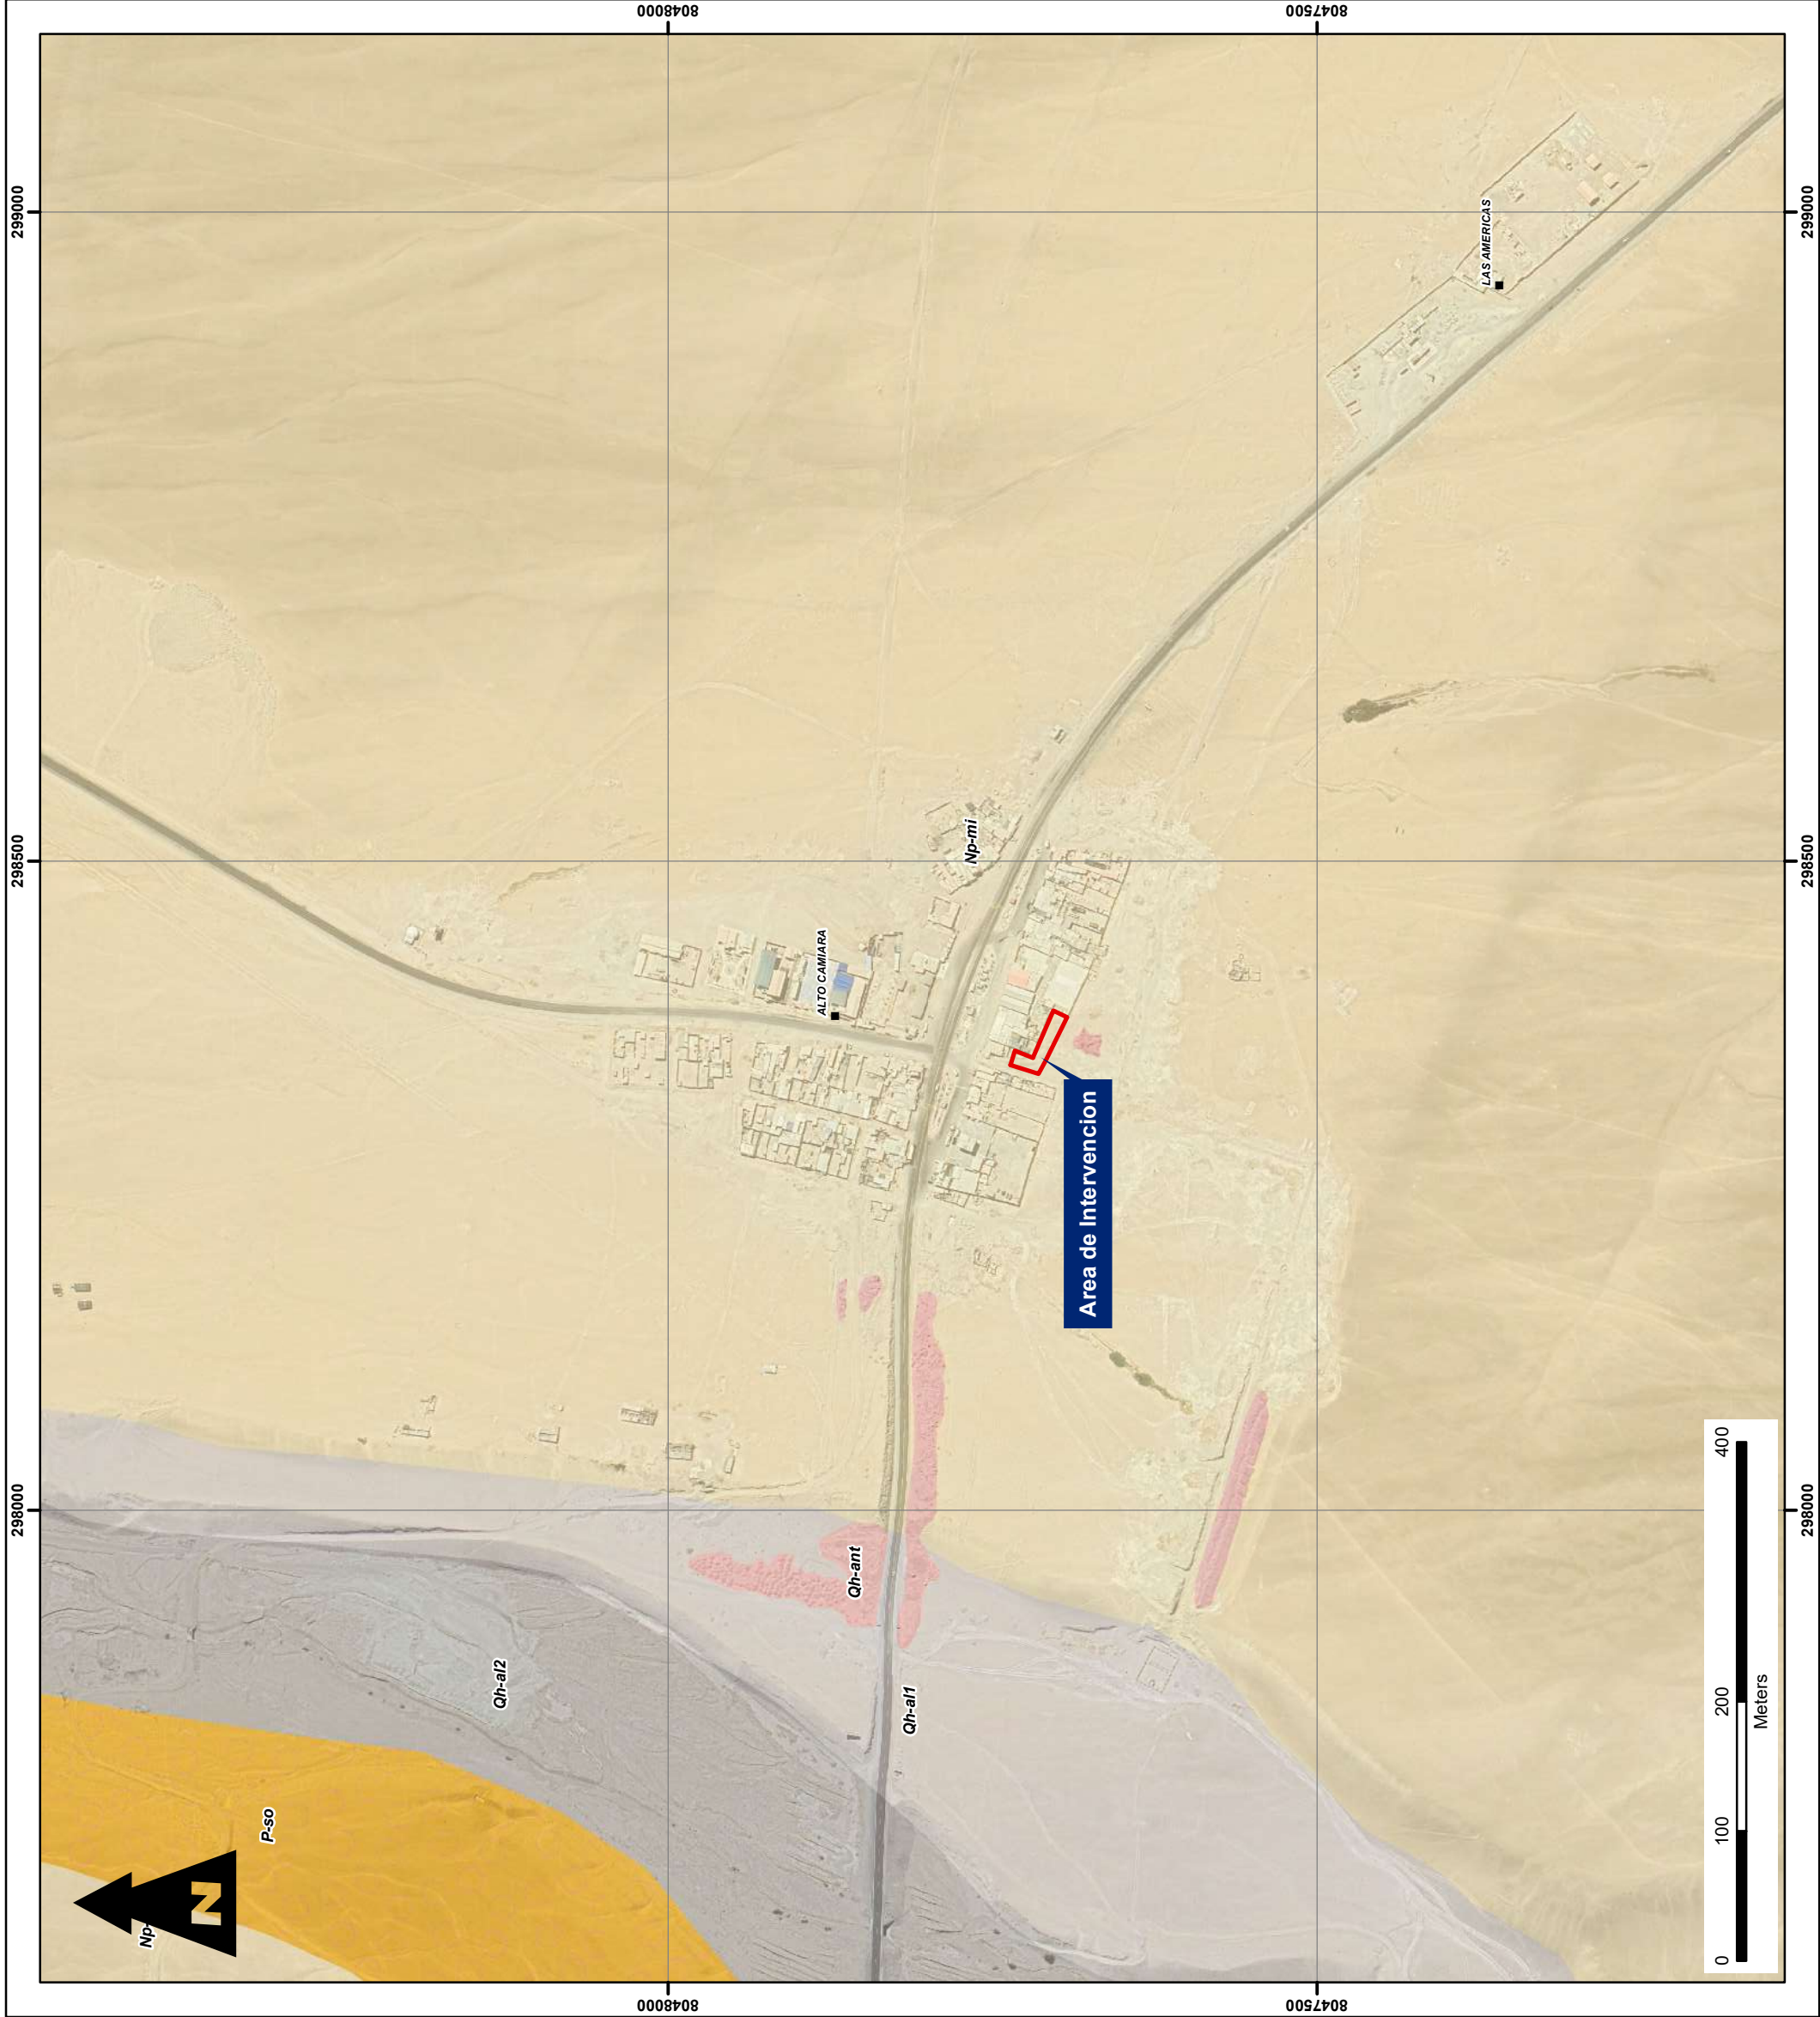 298000
298500
299000
8048000
8047500
Np-
N
P-so
Qh-al2
Qh-ant
Qh-al1
ALTO CAMIARA
Np-mi
Area de Intervencion
LAS AMERICAS
0
100
200
400
Meters
8048000
8047500
298000
298500
299000